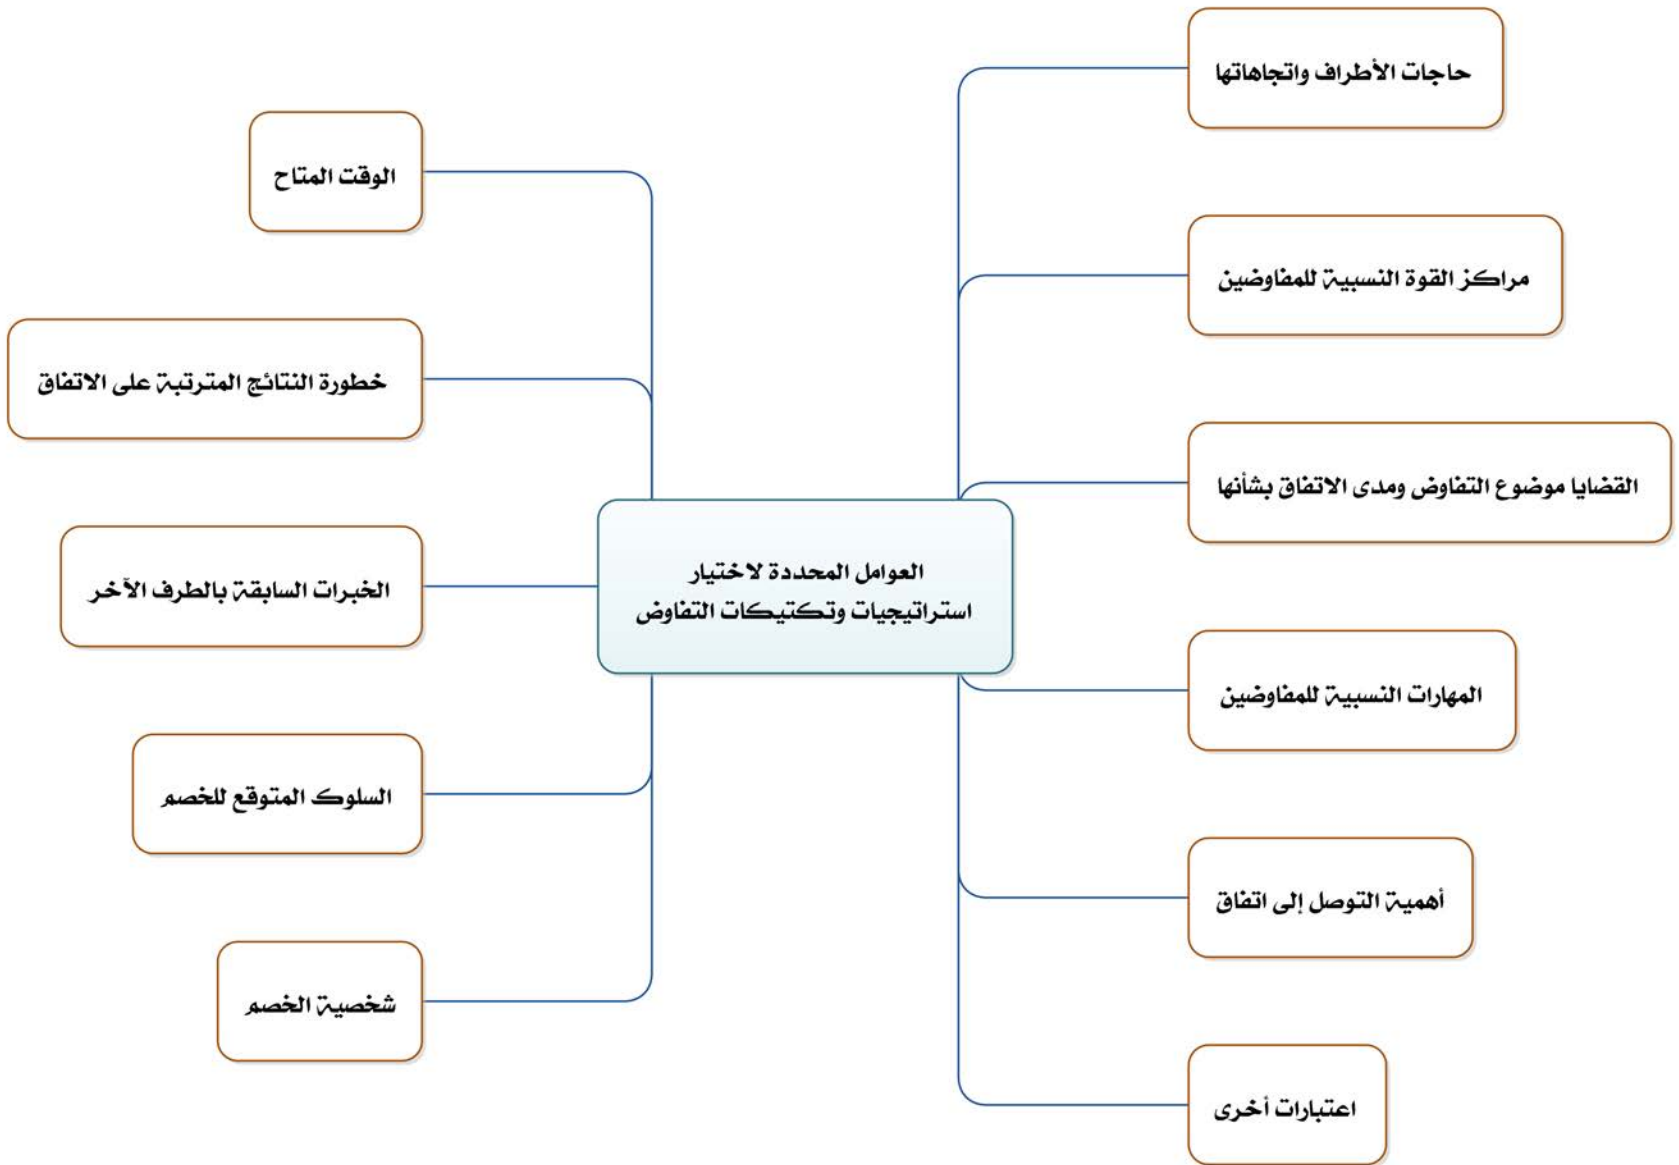 العوامل المحددة لاختيار
استراتيجيات وتكتيكات التفاوض
حاجات الأطراف واتجاهاتها
مراكز القوة النسبية للمفاوضين
القضايا موضوع التفاوض ومدى الاتفاق بشأنها
المهارات النسبية للمفاوضين
أهمية التوصل إلى اتفاق
اعتبارات أخرى
الوقت المتاح
خطورة النتائج المترتبة على الاتفاق
الخبرات السابقة بالطرف الآخر
السلوك المتوقع للخصم
شخصية الخصم